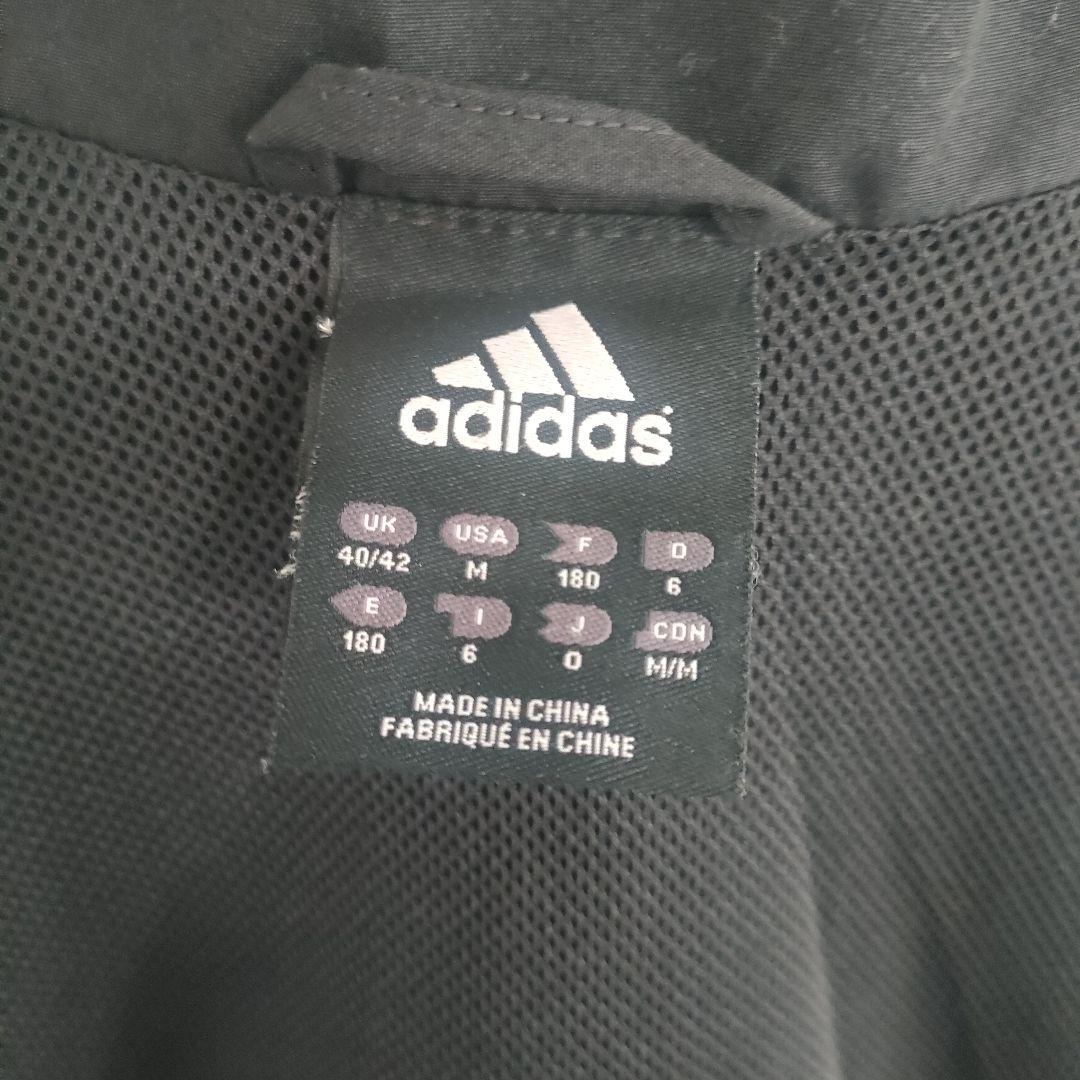 adidas
UK USA F D
40/42 M 180 6
E I J CDN
180 6 O M/M
MADE IN CHINA
FABRIQUÉ EN CHINE